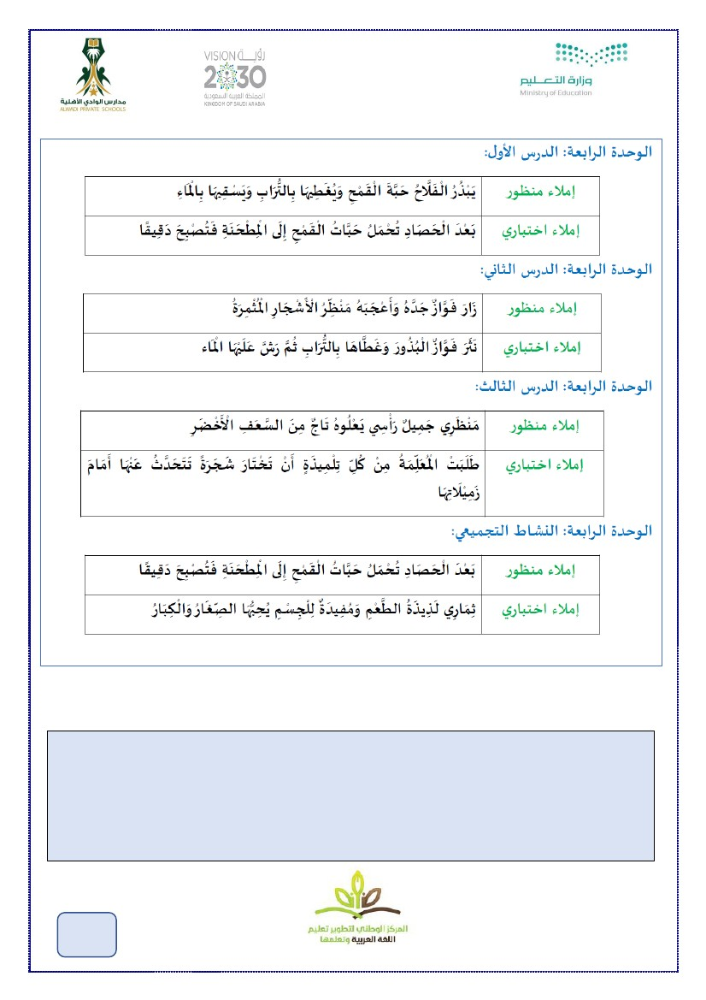 وزارة التعـــليم
Ministry of Education
رؤيـــة VISION
2030
المملكة العربية السعودية
KINGDOM OF SAUDI ARABIA
مدارس الوادي الأهلية
ALWADI PRIVATE SCHOOLS
الوحدة الرابعة: الدرس الأول:
إملاء منظور يَبْذُرُ الْفَلَّاحُ حَبَّةَ الْقَمْحِ وَيُغَطِيهَا بِالتُّرَابِ وَيَسْقِيهَا بِالْمَاءِ
إملاء اختباري بَعْدَ الْحَصَادِ تُحْمَلُ حَبَّاتُ الْقَمْحِ إِلَى الْمِطْحَنَةِ فَتُصْبِحَ دَقِيقًا
الوحدة الرابعة: الدرس الثاني:
إملاء منظور زَارَ فَوَّازٌ جَدَّهُ وَأَعْجَبَهُ مَنْظِّرُ الْأَشْجَارِ الْمُثْمِرَةُ
إملاء اختباري نَثَرَ فَوَّازٌ الْبُذُورَ وَغَطَّاهَا بِالتُّرَابِ ثُمَّ رَشَّ عَلَيْهَا الْمَاء
الوحدة الرابعة: الدرس الثالث:
إملاء منظور مَنْظَرِي جَمِيلٌ رَأْسِي يَعْلُوهُ تَاجٌ مِنَ السَّعَفِ الْأَخْضَرِ
إملاء اختباري طَلَبَتْ الْمُعَلِّمَةُ مِنْ كُلِّ تِلْمِيذَةٍ أَنْ تَخْتَارَ شَجَرَةً تَتَحَدَّثُ عَنْهَا أَمَامَ
زَمِيْلَاتِهَا
الوحدة الرابعة: النشاط التجميعي:
إملاء منظور بَعْدَ الْحَصَادِ تُحْمَلُ حَبَّاتُ الْقَمْحِ إِلَى الْمِطْحَنَةِ فَتُصْبِحَ دَقِيقًا
إملاء اختباري ثِمَارِي لَذِيذَةُ الطَّعْمِ وَمُفِيدَةٌ لِلْجِسْمِ يُحِبُّهَا الصِّغَارُ وَالْكِبَارُ
المركز الوطني لتطوير تعليم
اللغة العربية وتعلمها